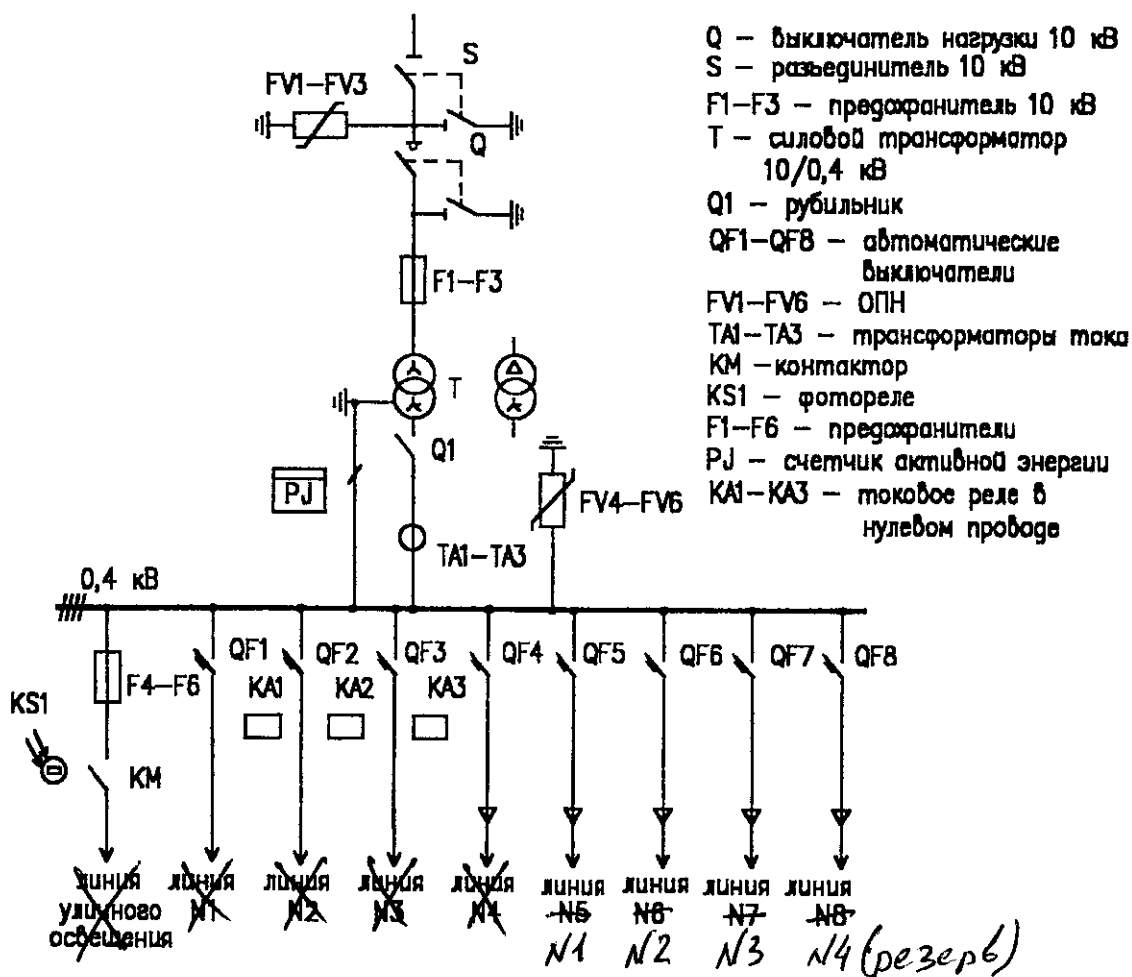 Q – выключатель нагрузки 10 кВ
S – разъединитель 10 кВ
F1–F3 – предохранитель 10 кВ
T – силовой трансформатор
10/0,4 кВ
Q1 – рубильник
QF1–QF8 – автоматические
выключатели
FV1–FV6 – ОПН
TA1–TA3 – трансформаторы тока
KM –контактор
KS1 – фотореле
F1–F6 – предохранители
PJ – счетчик активной энергии
KA1–KA3 – токовое реле в
нулевом проводе
S
FV1–FV3
Q
F1–F3
T
Q1
PJ
FV4–FV6
TA1–TA3
0,4 кВ
QF1 QF2 QF3 QF4 QF5 QF6 QF7 QF8
F4–F6
KA1 KA2 KA3
KS1
KM
линия линия линия линия линия линия линия линия линия
уличного N1 N2 N3 N4 N5 N6 N7 N8
освещения
N1 N2 N3 N4 (резерв)